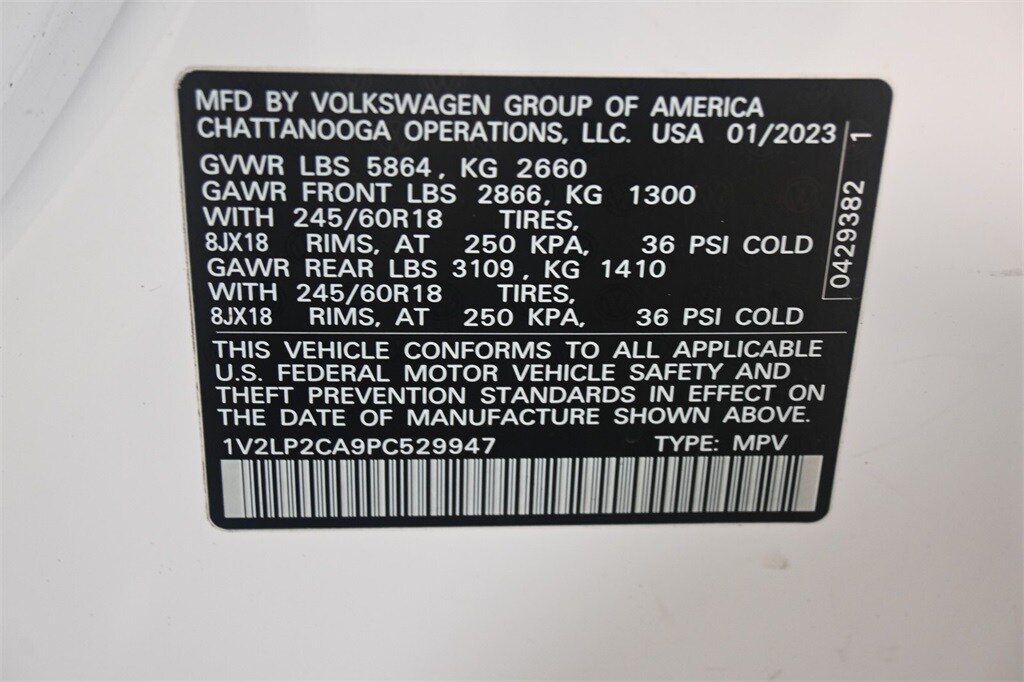 MFD BY VOLKSWAGEN GROUP OF AMERICA
CHATTANOOGA OPERATIONS, LLC. USA 01/2023
GVWR LBS 5864, KG 2660
GAWR FRONT LBS 2866, KG 1300
WITH 245/60R18 TIRES,
8JX18 RIMS, AT 250 KPA, 36 PSI COLD
GAWR REAR LBS 3109, KG 1410
WITH 245/60R18 TIRES,
8JX18 RIMS, AT 250 KPA, 36 PSI COLD
0429382 1
THIS VEHICLE CONFORMS TO ALL APPLICABLE
U.S. FEDERAL MOTOR VEHICLE SAFETY AND
THEFT PREVENTION STANDARDS IN EFFECT ON
THE DATE OF MANUFACTURE SHOWN ABOVE.
1V2LP2CA9PC529947 TYPE: MPV